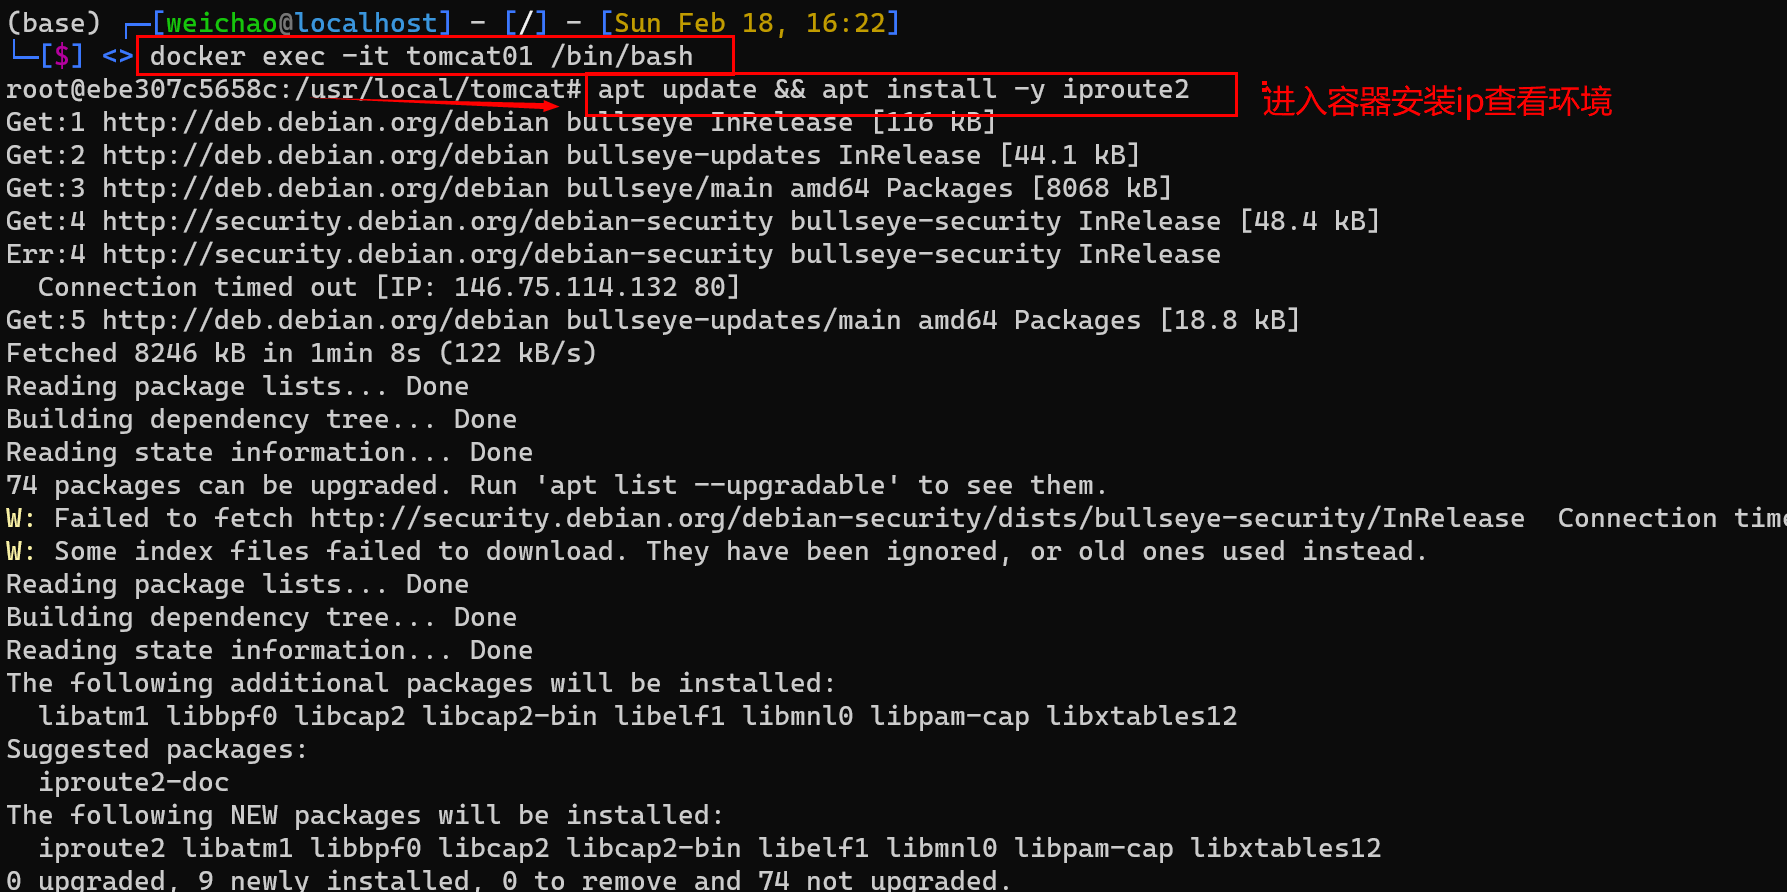 (base) ┌─[weichao@localhost] - [/] - [Sun Feb 18, 16:22]
└─[$] <> docker exec -it tomcat01 /bin/bash
root@ebe307c5658c:/usr/local/tomcat# apt update && apt install -y iproute2
进入容器安装ip查看环境
Get:1 http://deb.debian.org/debian bullseye InRelease [116 kB]
Get:2 http://deb.debian.org/debian bullseye-updates InRelease [44.1 kB]
Get:3 http://deb.debian.org/debian bullseye/main amd64 Packages [8068 kB]
Get:4 http://security.debian.org/debian-security bullseye-security InRelease [48.4 kB]
Err:4 http://security.debian.org/debian-security bullseye-security InRelease
  Connection timed out [IP: 146.75.114.132 80]
Get:5 http://deb.debian.org/debian bullseye-updates/main amd64 Packages [18.8 kB]
Fetched 8246 kB in 1min 8s (122 kB/s)
Reading package lists... Done
Building dependency tree... Done
Reading state information... Done
74 packages can be upgraded. Run 'apt list --upgradable' to see them.
W: Failed to fetch http://security.debian.org/debian-security/dists/bullseye-security/InRelease  Connection time
W: Some index files failed to download. They have been ignored, or old ones used instead.
Reading package lists... Done
Building dependency tree... Done
Reading state information... Done
The following additional packages will be installed:
  libatm1 libbpf0 libcap2 libcap2-bin libelf1 libmnl0 libpam-cap libxtables12
Suggested packages:
  iproute2-doc
The following NEW packages will be installed:
  iproute2 libatm1 libbpf0 libcap2 libcap2-bin libelf1 libmnl0 libpam-cap libxtables12
0 upgraded, 9 newly installed, 0 to remove and 74 not upgraded.